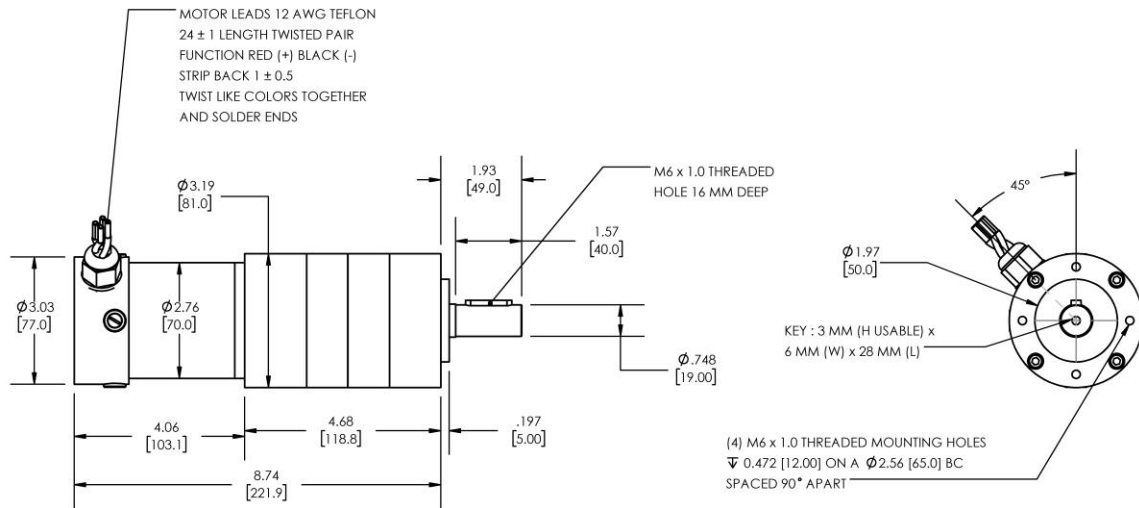 MOTOR LEADS 12 AWG TEFLON
24 ± 1 LENGTH TWISTED PAIR
FUNCTION RED (+) BLACK (-)
STRIP BACK 1 ± 0.5
TWIST LIKE COLORS TOGETHER
AND SOLDER ENDS
1.93
[49.0]
M6 x 1.0 THREADED
HOLE 16 MM DEEP
Ø3.19
[81.0]
1.57
[40.0]
45°
Ø1.97
[50.0]
Ø3.03
[77.0]
Ø2.76
[70.0]
KEY : 3 MM (H USABLE) x
6 MM (W) x 28 MM (L)
Ø.748
[19.00]
4.06
[103.1]
4.68
[118.8]
.197
[5.00]
8.74
[221.9]
(4) M6 x 1.0 THREADED MOUNTING HOLES
↧ 0.472 [12.00] ON A Ø2.56 [65.0] BC
SPACED 90° APART